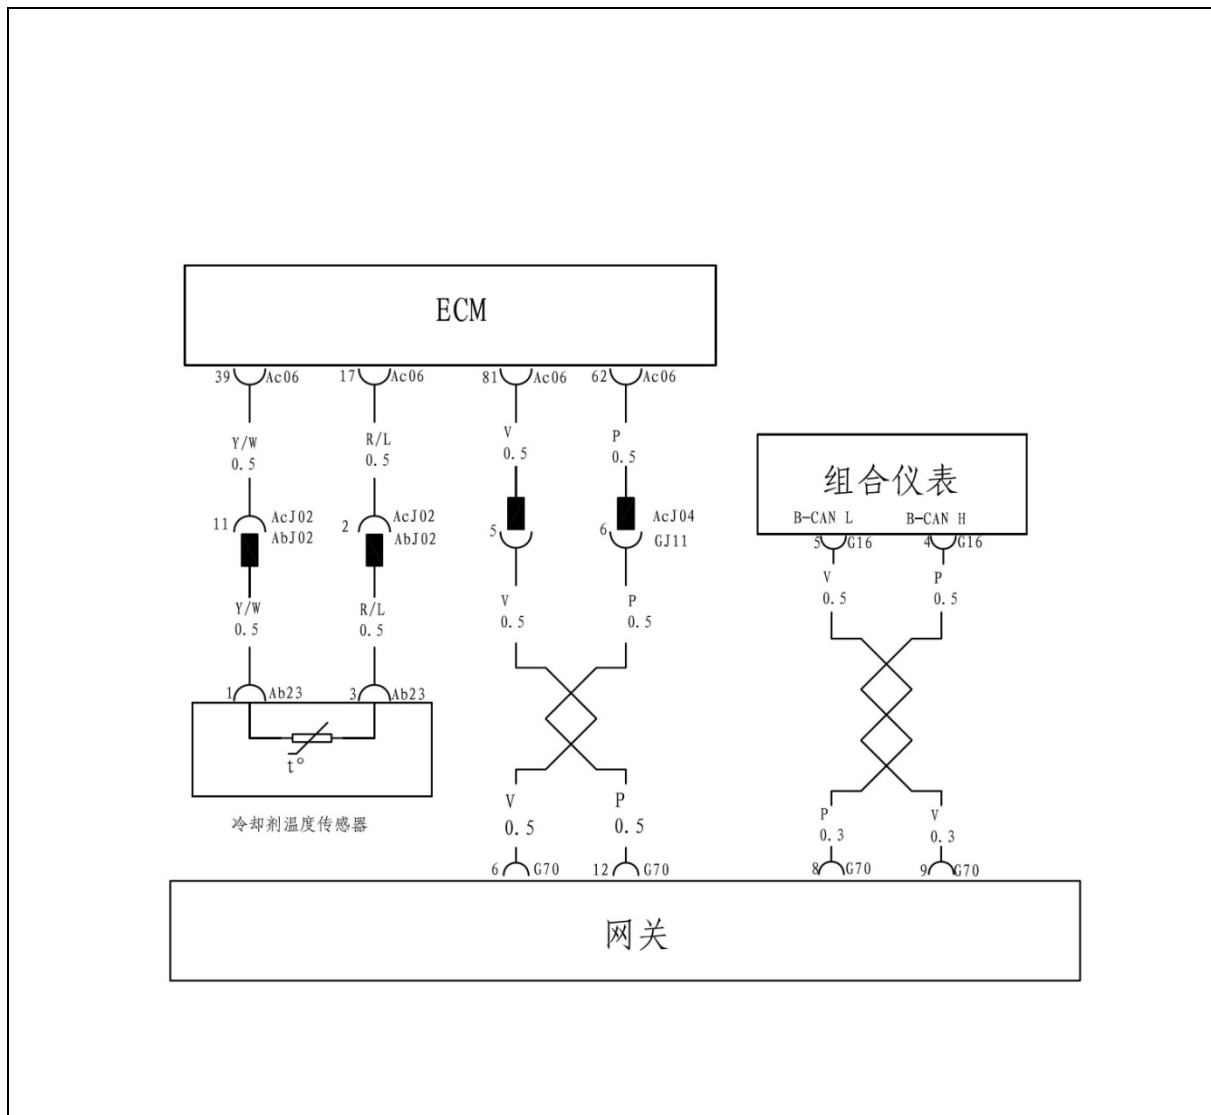 ECM
39 Ac06 17 Ac06 81 Ac06 62 Ac06
Y/W R/L V P
0.5 0.5 0.5 0.5
11 AcJ02 2 AcJ02 5 6 AcJ04
AbJ02 AbJ02 GJ11
组合仪表
B-CAN L B-CAN H
5 G16 4 G16
V P
0.5 0.5
Y/W R/L V P
0.5 0.5 0.5 0.5
1 Ab23 3 Ab23
t°
冷却剂温度传感器
V P P V
0.5 0.5 0.3 0.3
6 G70 12 G70 8 G70 9 G70
网关